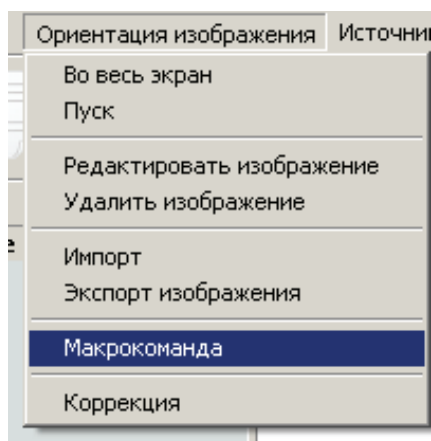 Ориентация изображения
Во весь экран
Пуск
Редактировать изображение
Удалить изображение
Импорт
Экспорт изображения
Макрокоманда
Коррекция